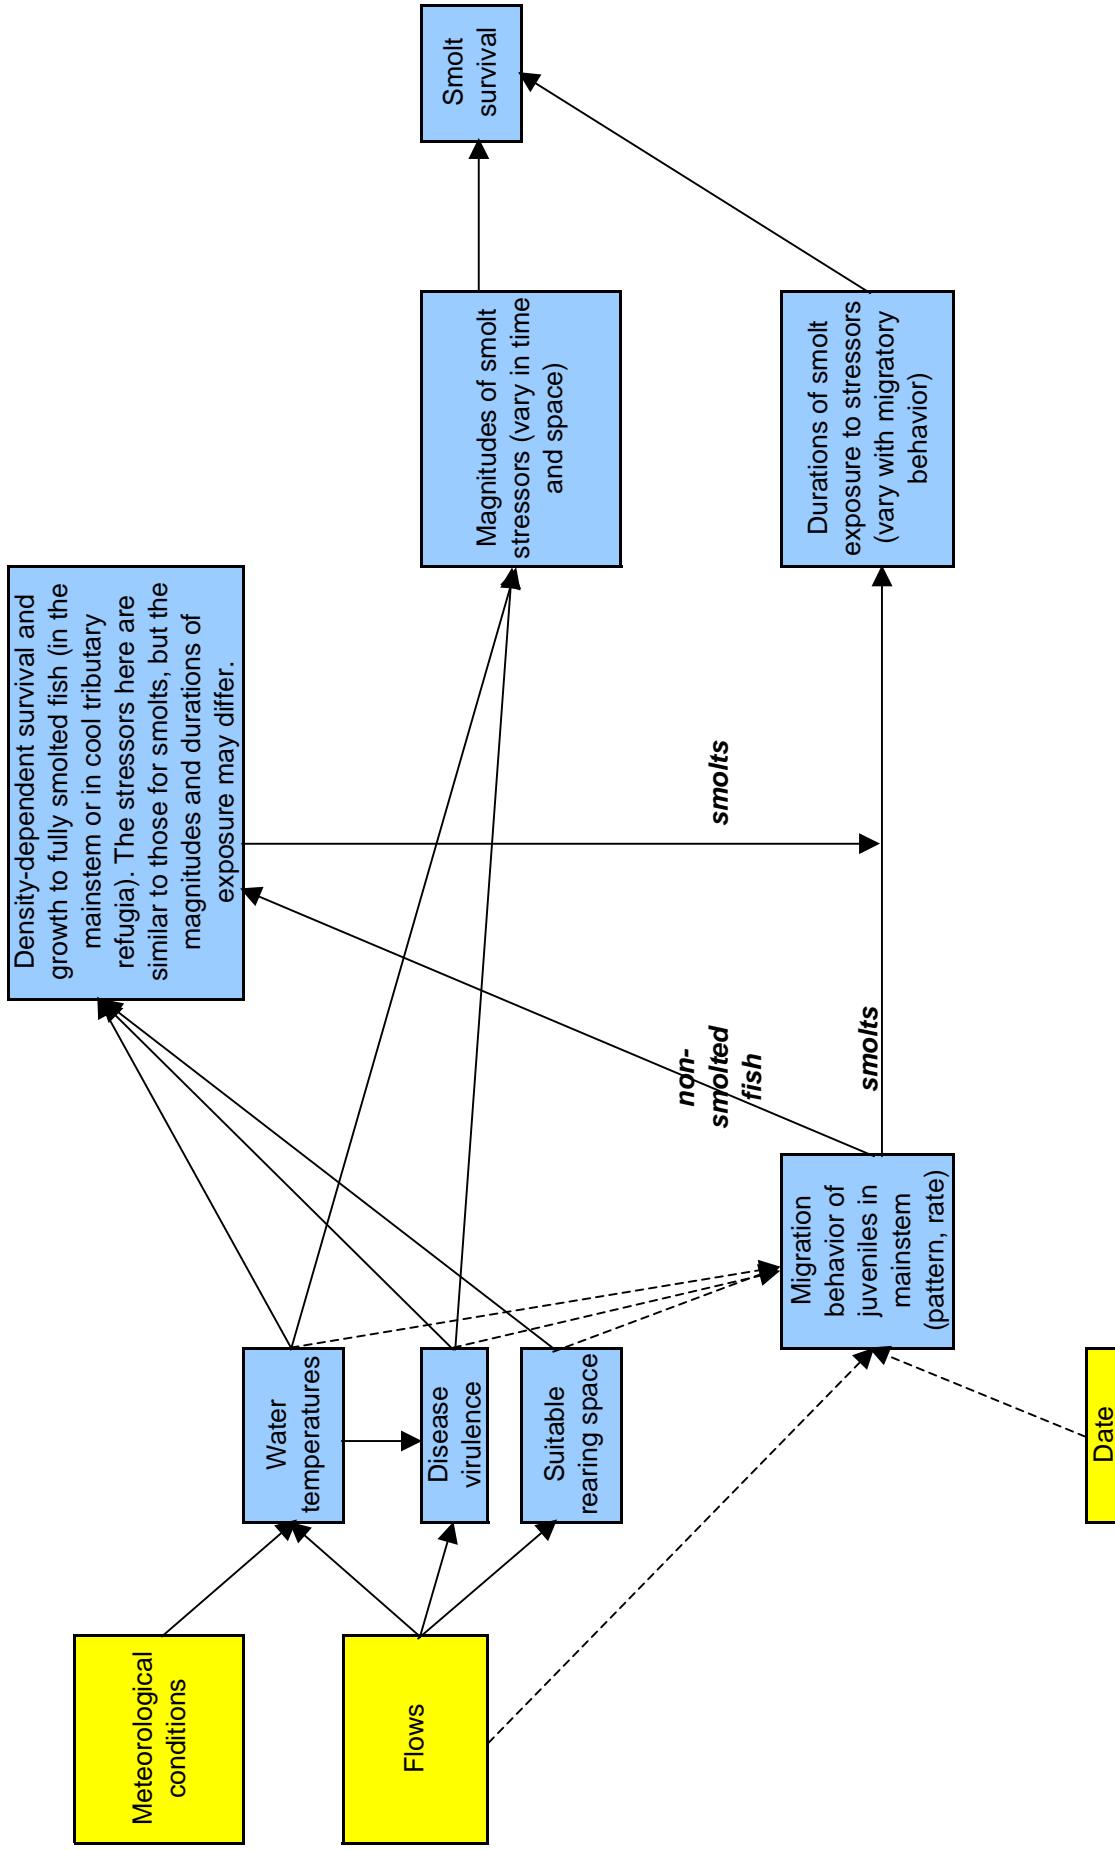 Meteorological
conditions
Flows
Water
temperatures
Disease
virulence
Suitable
rearing space
Date
Migration
behavior of
juveniles in
mainstem
(pattern, rate)
non-
smolted
fish
smolts
smolts
Density-dependent survival and
growth to fully smolted fish (in the
mainstem or in cool tributary
refugia). The stressors here are
similar to those for smolts, but the
magnitudes and durations of
exposure may differ.
Magnitudes of smolt
stressors (vary in time
and space)
Durations of smolt
exposure to stressors
(vary with migratory
behavior)
Smolt
survival